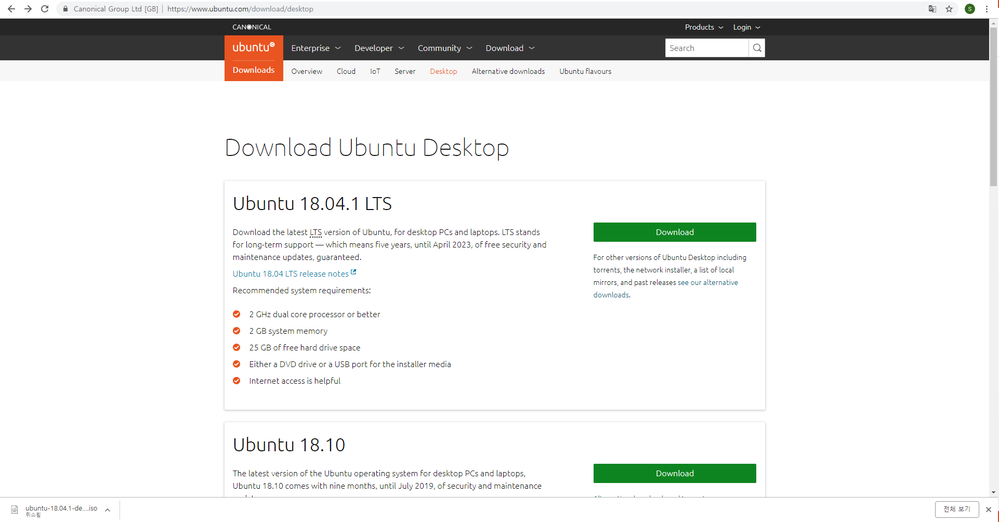 Canonical Group Ltd [GB] | https://www.ubuntu.com/download/desktop
S
CANONICAL
Products Login
ubuntu Enterprise Developer Community Download Search
Downloads Overview Cloud IoT Server Desktop Alternative downloads Ubuntu flavours
Download Ubuntu Desktop
Ubuntu 18.04.1 LTS
Download the latest LTS version of Ubuntu, for desktop PCs and laptops. LTS stands
for long-term support — which means five years, until April 2023, of free security and
maintenance updates, guaranteed.
Ubuntu 18.04 LTS release notes
Recommended system requirements:
2 GHz dual core processor or better
2 GB system memory
25 GB of free hard drive space
Either a DVD drive or a USB port for the installer media
Internet access is helpful
Download
For other versions of Ubuntu Desktop including
torrents, the network installer, a list of local
mirrors, and past releases see our alternative
downloads.
Ubuntu 18.10
The latest version of the Ubuntu operating system for desktop PCs and laptops,
Ubuntu 18.10 comes with nine months, until July 2019, of security and maintenance
Download
ubuntu-18.04.1-de....iso
취소됨
전체 보기